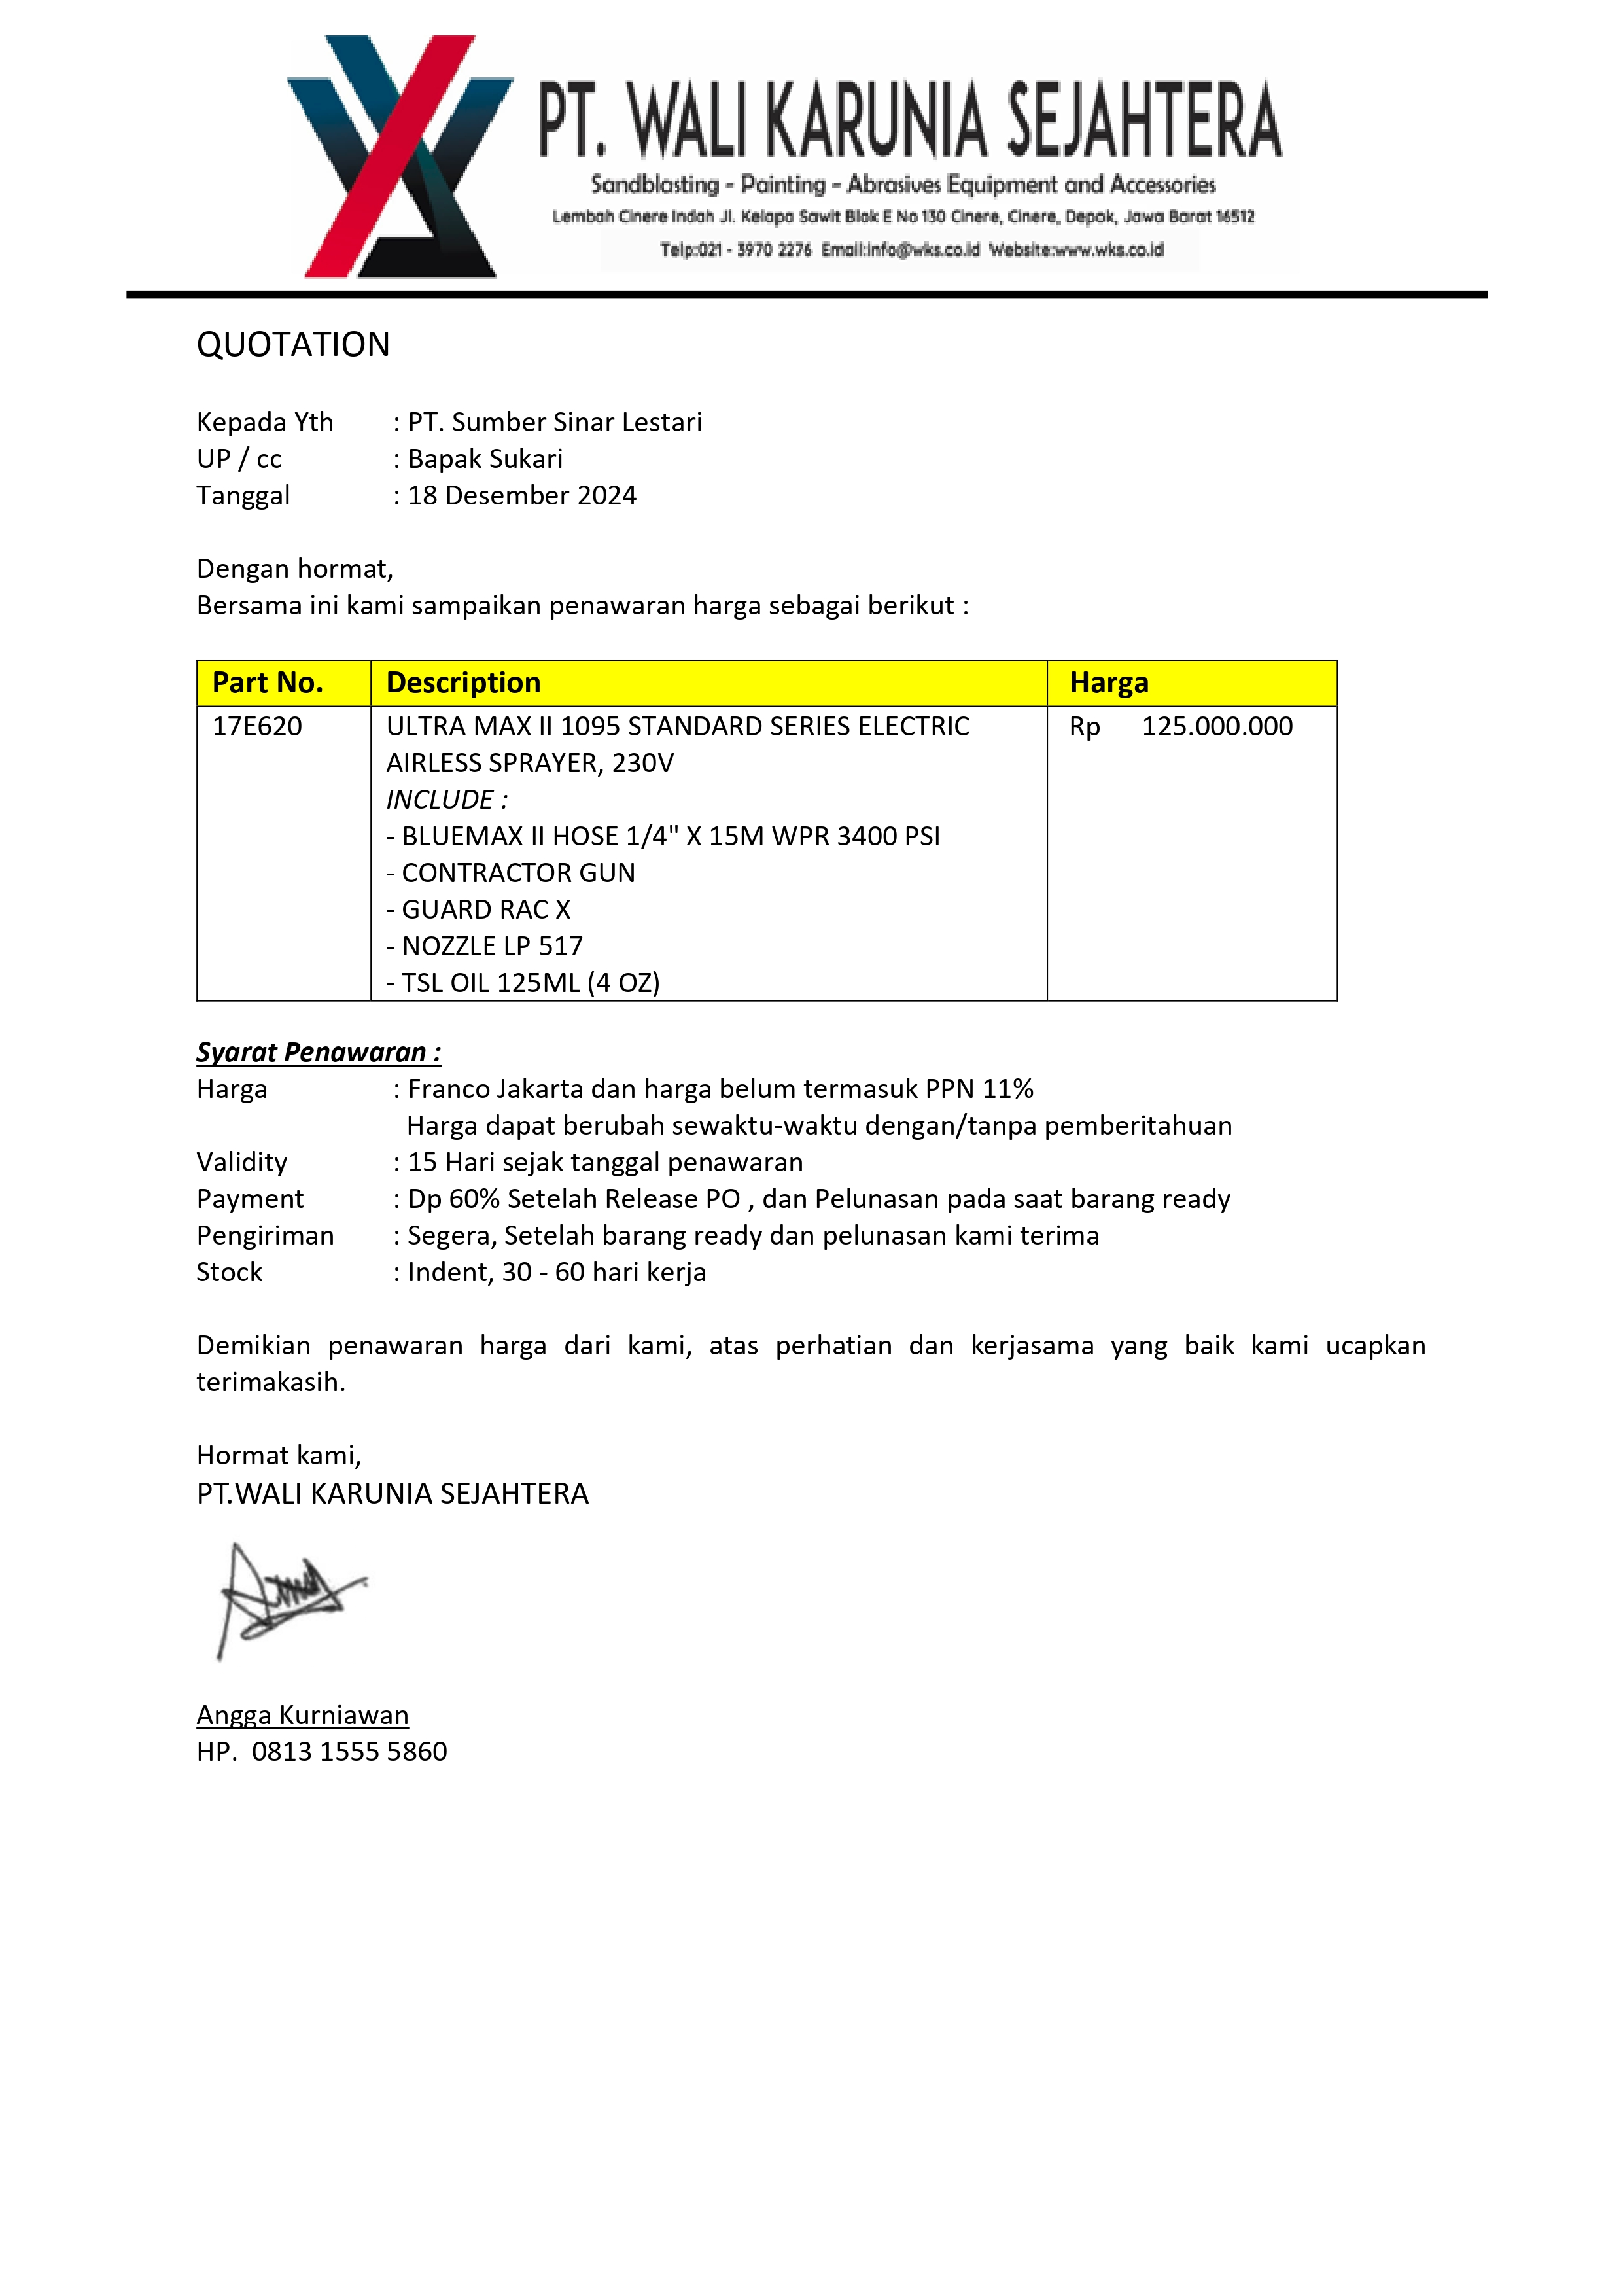 PT. WALI KARUNIA SEJAHTERA
Sandblasting - Painting - Abrasives Equipment and Accessories
Lembah Cinere Indah Jl. Kelapa Sawit Blok E No 130 Cinere, Cinere, Depok, Jawa Barat 16512
Telp:021 - 3970 2276 Email:info@wks.co.id Website:www.wks.co.id
QUOTATION
Kepada Yth : PT. Sumber Sinar Lestari
UP / cc : Bapak Sukari
Tanggal : 18 Desember 2024
Dengan hormat,
Bersama ini kami sampaikan penawaran harga sebagai berikut :
Part No. Description Harga
17E620 ULTRA MAX II 1095 STANDARD SERIES ELECTRIC Rp 125.000.000
AIRLESS SPRAYER, 230V
INCLUDE :
- BLUEMAX II HOSE 1/4" X 15M WPR 3400 PSI
- CONTRACTOR GUN
- GUARD RAC X
- NOZZLE LP 517
- TSL OIL 125ML (4 OZ)
Syarat Penawaran :
Harga : Franco Jakarta dan harga belum termasuk PPN 11%
Harga dapat berubah sewaktu-waktu dengan/tanpa pemberitahuan
Validity : 15 Hari sejak tanggal penawaran
Payment : Dp 60% Setelah Release PO , dan Pelunasan pada saat barang ready
Pengiriman : Segera, Setelah barang ready dan pelunasan kami terima
Stock : Indent, 30 - 60 hari kerja
Demikian penawaran harga dari kami, atas perhatian dan kerjasama yang baik kami ucapkan
terimakasih.
Hormat kami,
PT.WALI KARUNIA SEJAHTERA
Angga Kurniawan
HP. 0813 1555 5860